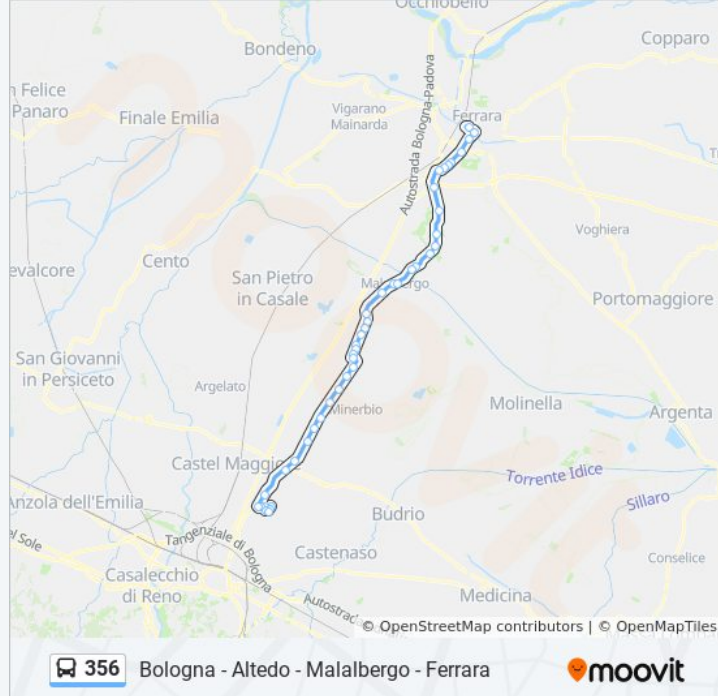 Occhiobello
Bondeno
Copparo
n Felice
Panaro
Finale Emilia
Vigarano
Mainarda
Ferrara
Autostrada Bologna-Padova
Voghiera
evalcore
Cento
San Pietro
in Casale
Portomaggiore
San Giovanni
in Persiceto
Argelato
Minerbio
Molinella
Argenta
Castel Maggi
Torrente Idice
Sillaro
Anzola dell'Emilia
Budrio
el Sole
Tangenziale di Bologna
Castenaso
Conselice
Casalecchio
di Reno
Medicina
© OpenStreetMap contributors | © OpenMapTiles
356 Bologna - Altedo - Malalbergo - Ferrara
moovit